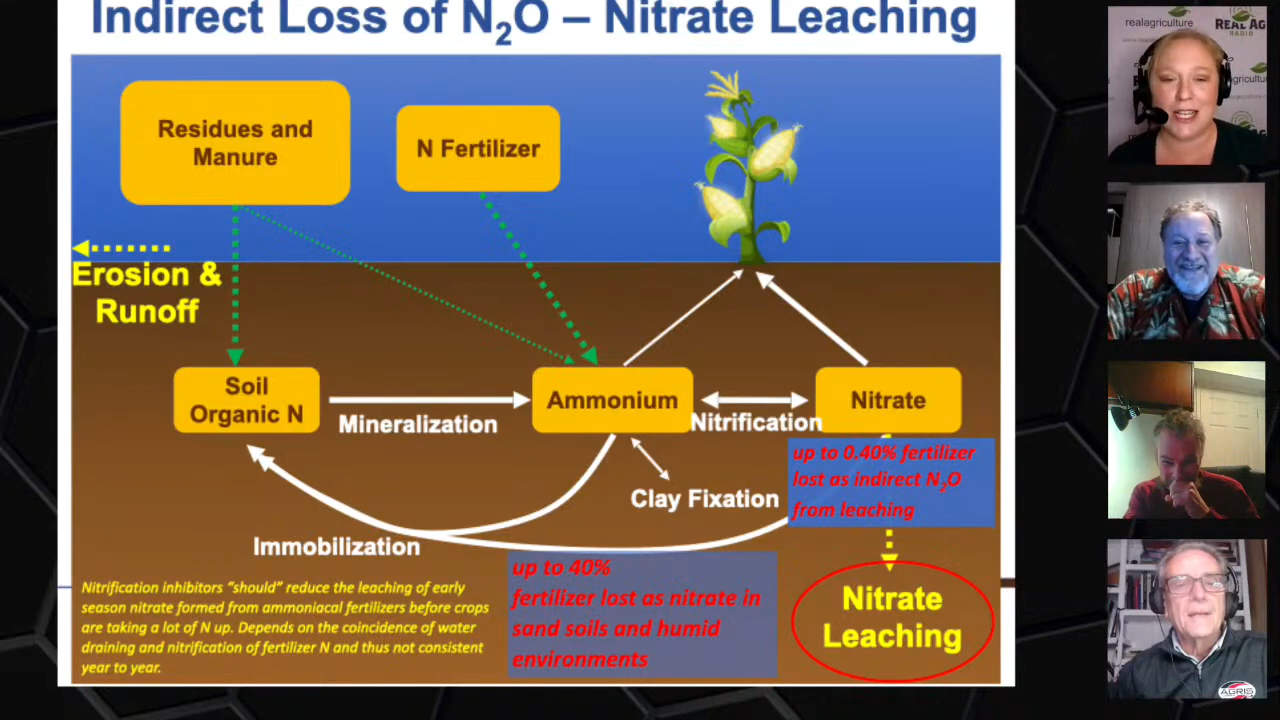 Indirect Loss of N2O – Nitrate Leaching
Residues and
Manure
N Fertilizer
Erosion &
Runoff
Soil
Organic N
Mineralization
Ammonium
Nitrification
Nitrate
up to 0.40% fertilizer
lost as indirect N2O
from leaching
Clay Fixation
Immobilization
up to 40%
fertilizer lost as nitrate in
sand soils and humid
environments
Nitrate
Leaching
Nitrification inhibitors “should” reduce the leaching of early
season nitrate formed from ammoniacal fertilizers before crops
are taking a lot of N up. Depends on the coincidence of water
draining and nitrification of fertilizer N and thus not consistent
year to year.
realagriculture
REAL AG
RADIO
AGRIS